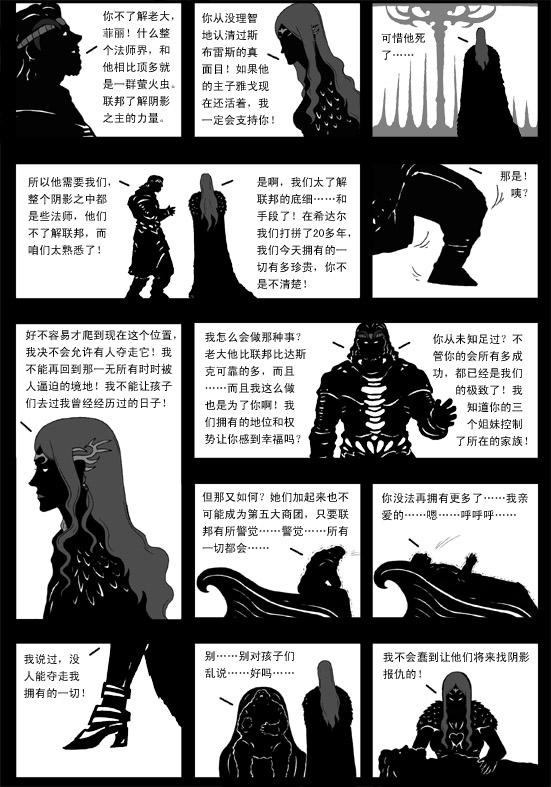 你不了解老大，
菲丽！什么整
个法师界，和
他相比顶多就
是一群萤火虫。
联邦了解阴影
之主的力量。
你从没理智
地认清过斯
布雷斯的真
面目！如果他
的主子雅戈现
在还活着，我
一定会支持你！
可惜他死
了……
所以他需要我们，
整个阴影之中都
是些法师，他们
不了解联邦，而
咱们太熟悉了！
是啊，我们太了解
联邦的底细……和
手段了！在希达尔
我们打拼了20多年，
我们今天拥有的一
切有多珍贵，你不
是不清楚！
那是！
咦？
好不容易才爬到现在这个位置，
我决不会允许有人夺走它！我
不能再回到那一无所有时时被
人逼迫的境地！我不能让孩子
们去过我曾经经历过的日子！
我怎么会做那种事？
老大他比联邦比达斯
克可靠的多，而且
……而且我这么做
也是为了你啊！我
们拥有的地位和权
势让你感到幸福吗？
你从未知足过？不
管你的会所有多成
功，都已经是我们
的极致了！我
知道你的三
个姐妹控制
了所在的家族！
但那又如何？她们加起来也不
可能成为第五大商团，只要联
邦有所警觉……警觉……所有
一切都会……
你没法再拥有更多了……我亲
爱的……嗯……呼呼呼……
我说过，没
人能夺走我
拥有的一切！
别……别对孩子们
乱说……好吗……
我不会蠢到让他们将来找阴影
报仇的！